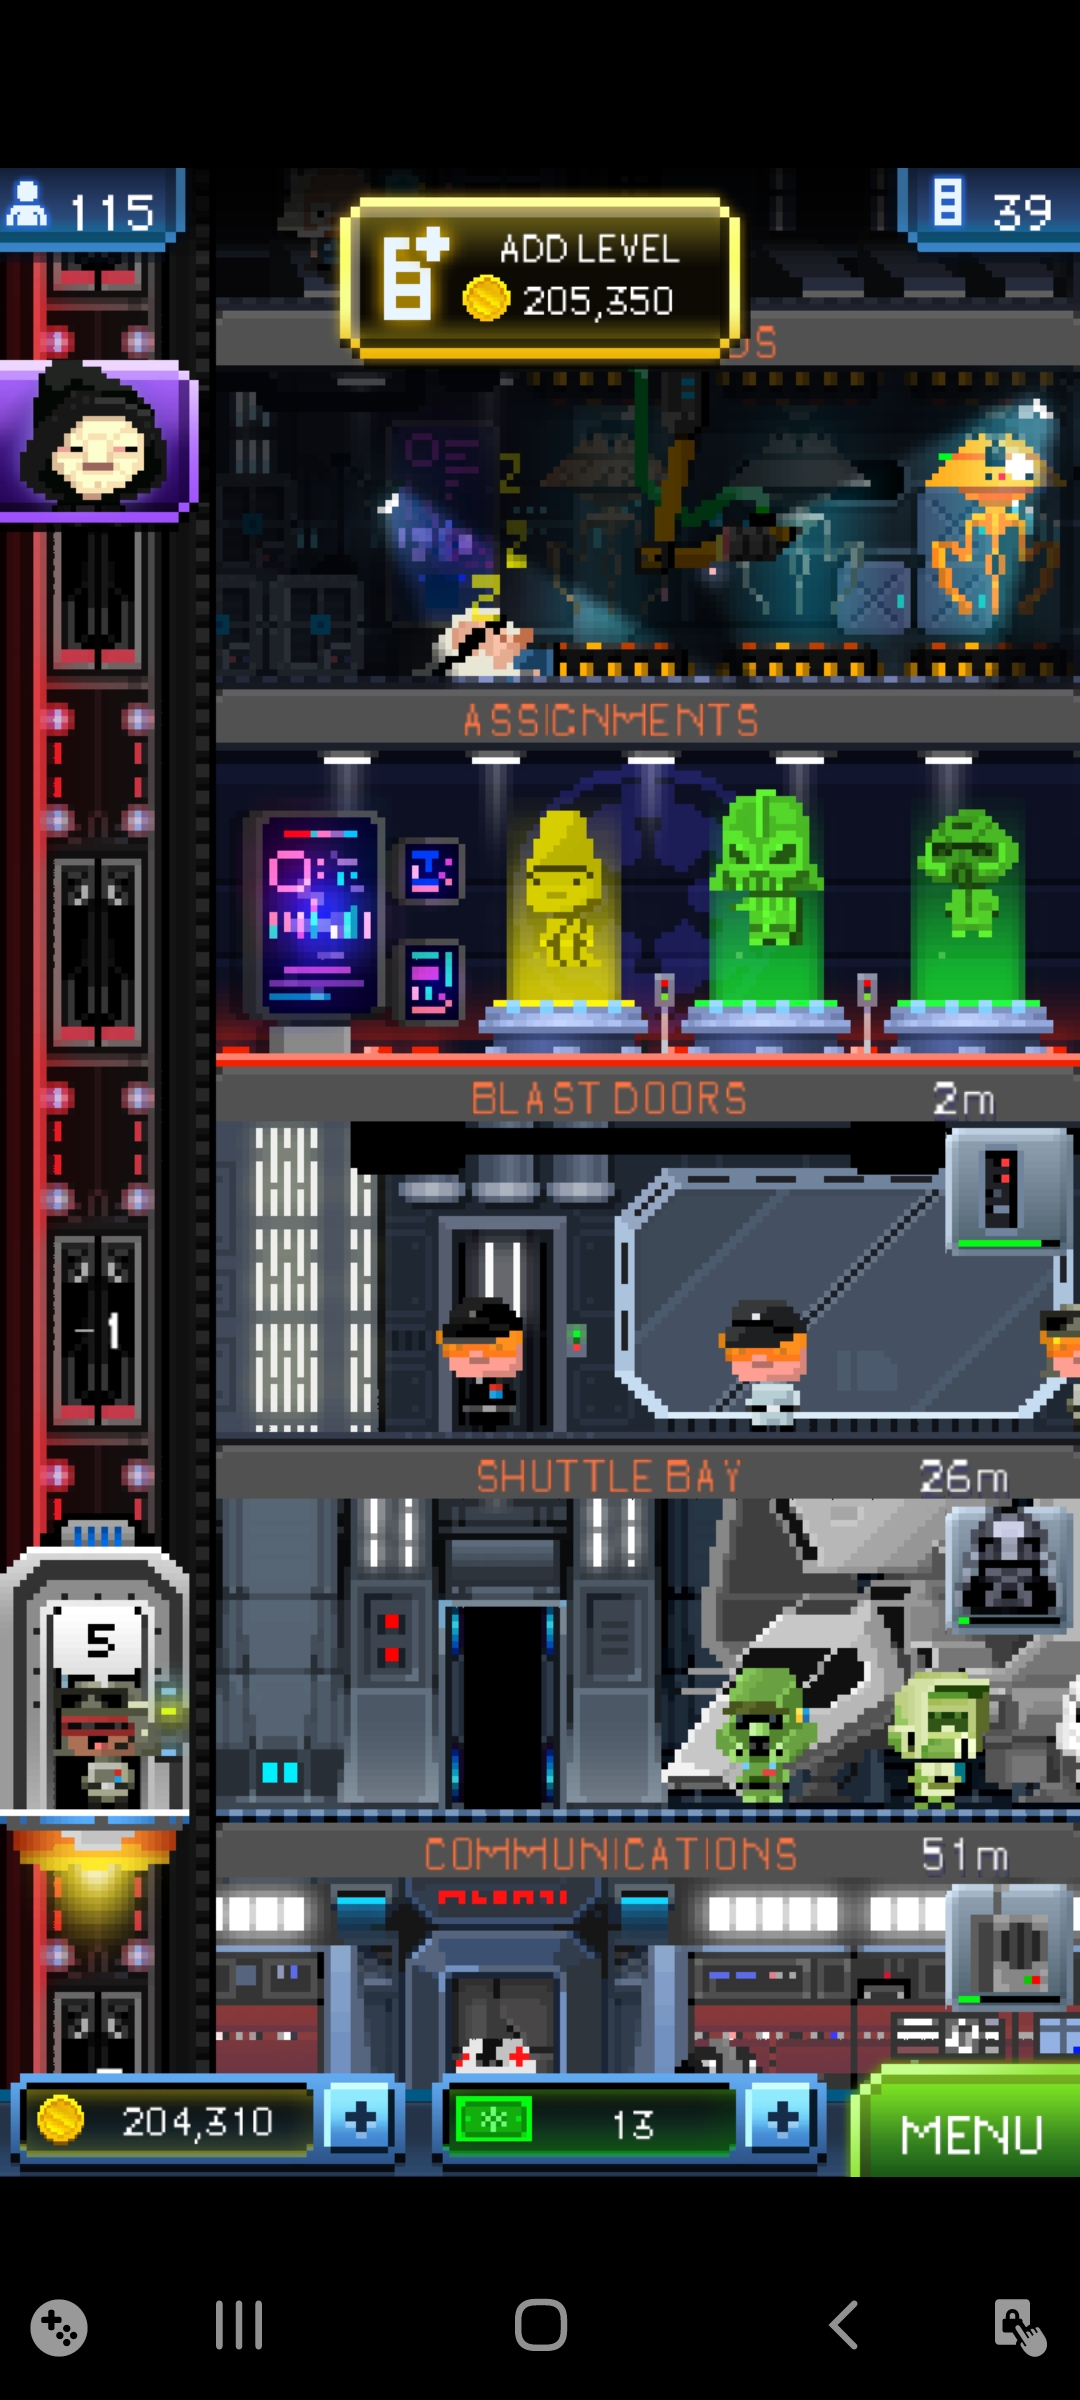 115
ADD LEVEL
205,350
39
ASSIGNMENTS
BLAST DOORS 2m
-1
SHUTTLE BAY 26m
5
COMMUNICATIONS 51m
204,310
13
MENU